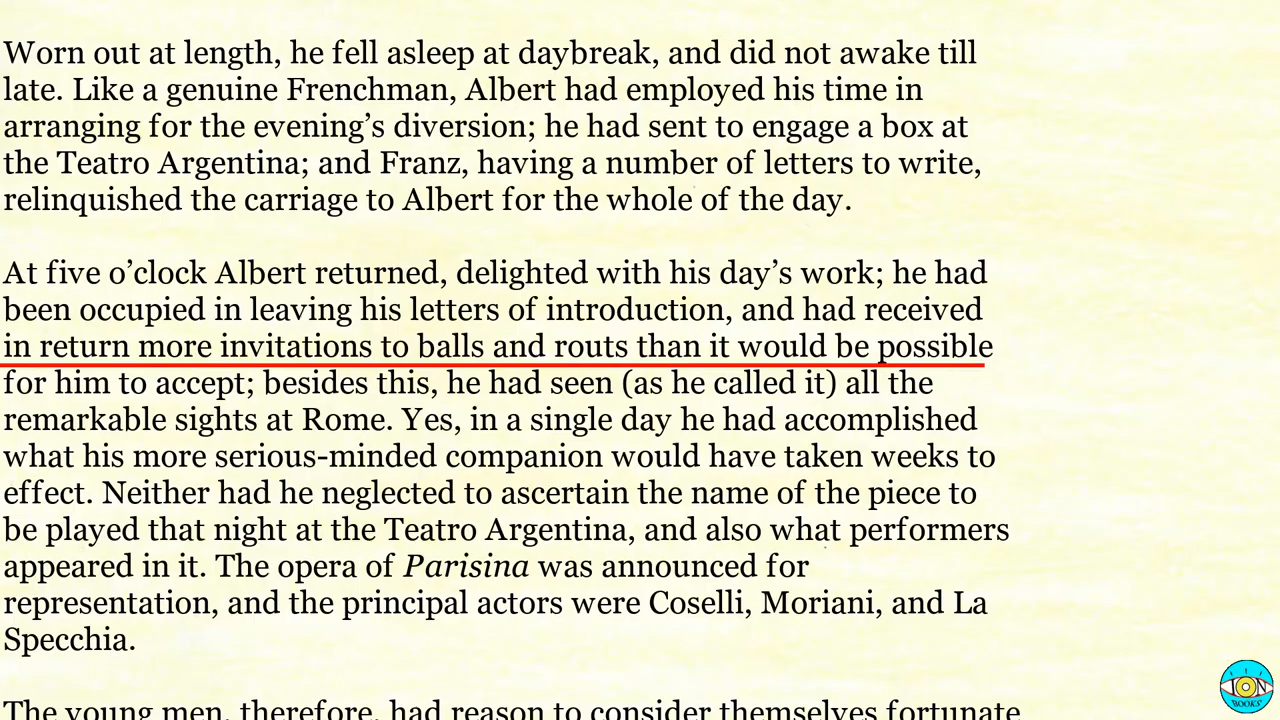 Worn out at length, he fell asleep at daybreak, and did not awake till
late. Like a genuine Frenchman, Albert had employed his time in
arranging for the evening’s diversion; he had sent to engage a box at
the Teatro Argentina; and Franz, having a number of letters to write,
relinquished the carriage to Albert for the whole of the day.
At five o’clock Albert returned, delighted with his day’s work; he had
been occupied in leaving his letters of introduction, and had received
in return more invitations to balls and routs than it would be possible
for him to accept; besides this, he had seen (as he called it) all the
remarkable sights at Rome. Yes, in a single day he had accomplished
what his more serious-minded companion would have taken weeks to
effect. Neither had he neglected to ascertain the name of the piece to
be played that night at the Teatro Argentina, and also what performers
appeared in it. The opera of Parisina was announced for
representation, and the principal actors were Coselli, Moriani, and La
Specchia.
The young men, therefore, had reason to consider themselves fortunate
I
ION
BOOKS